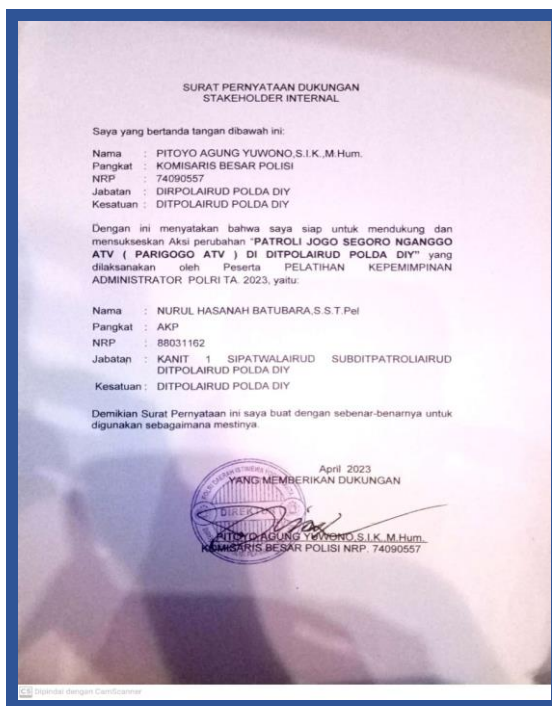 SURAT PERNYATAAN DUKUNGAN
STAKEHOLDER INTERNAL
Saya yang bertanda tangan dibawah ini:
Nama : PITOYO AGUNG YUWONO,S.I.K.,M.Hum.
Pangkat : KOMISARIS BESAR POLISI
NRP : 74090557
Jabatan : DIRPOLAIRUD POLDA DIY
Kesatuan : DITPOLAIRUD POLDA DIY
Dengan ini menyatakan bahwa saya siap untuk mendukung dan
mensukseskan Aksi perubahan "PATROLI JOGO SEGORO NGANGGO
ATV ( PARIGOGO ATV ) DI DITPOLAIRUD POLDA DIY" yang
dilaksanakan oleh Peserta PELATIHAN KEPEMIMPINAN
ADMINISTRATOR POLRI TA. 2023, yaitu:
Nama : NURUL HASANAH BATUBARA,S.S.T.Pel
Pangkat : AKP
NRP : 88031162
Jabatan : KANIT 1 SIPATWALAIRUD SUBDITPATROLIAIRUD
DITPOLAIRUD POLDA DIY
Kesatuan : DITPOLAIRUD POLDA DIY
Demikian Surat Pernyataan ini saya buat dengan sebenar-benarnya untuk
digunakan sebagaimana mestinya.
April 2023
YANG MEMBERIKAN DUKUNGAN
DIREKTUR
PITOYO AGUNG YUWONO,S.I.K.,M.Hum.
KOMISARIS BESAR POLISI NRP. 74090557
CS Dipindai dengan CamScanner